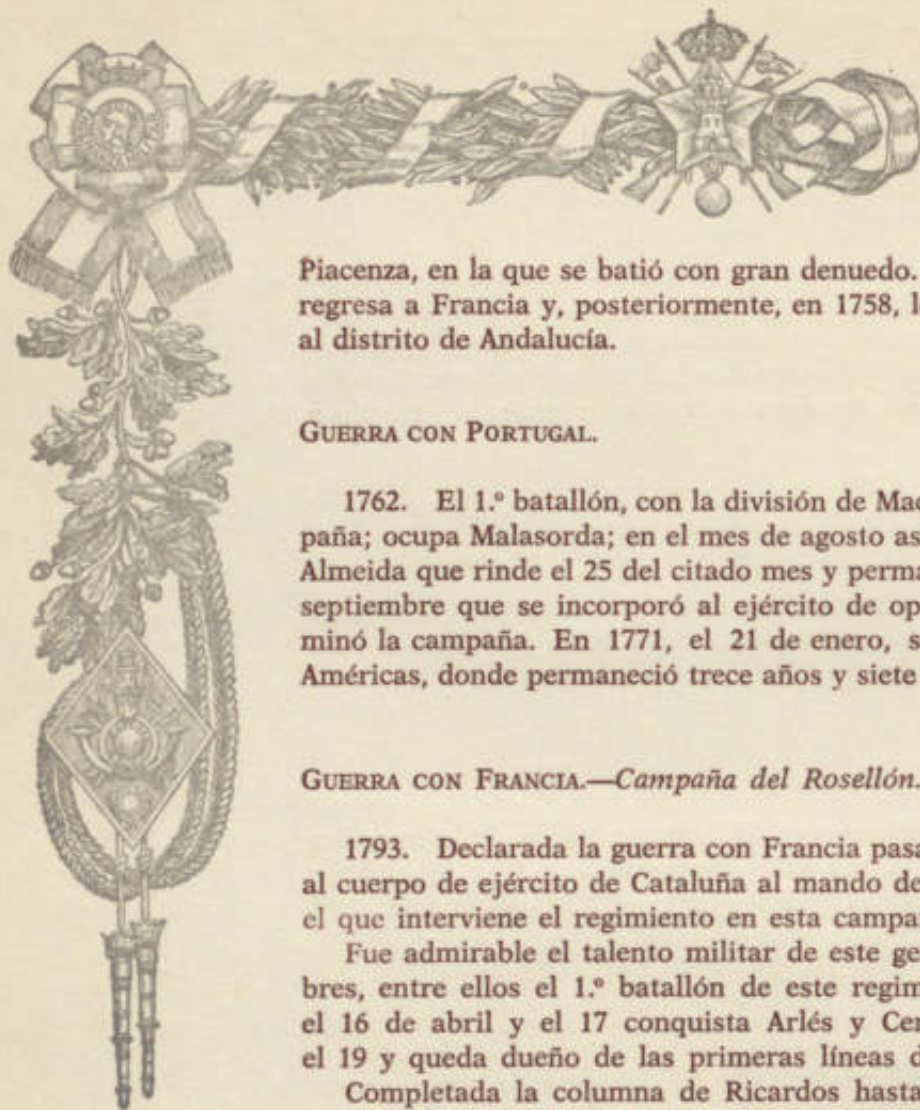 Piacenza, en la que se batió con gran denuedo.
regresa a Francia y, posteriormente, en 1758, l
al distrito de Andalucía.
GUERRA CON PORTUGAL.
1762. El 1.º batallón, con la división de Mac
paña; ocupa Malasorda; en el mes de agosto as
Almeida que rinde el 25 del citado mes y perma
septiembre que se incorporó al ejército de op
minó la campaña. En 1771, el 21 de enero, s
Américas, donde permaneció trece años y siete
GUERRA CON FRANCIA.—Campaña del Rosellón.
1793. Declarada la guerra con Francia pasa
al cuerpo de ejército de Cataluña al mando de
el que interviene el regimiento en esta campa
Fue admirable el talento militar de este ge
bres, entre ellos el 1.º batallón de este regim
el 16 de abril y el 17 conquista Arlés y Cer
el 19 y queda dueño de las primeras líneas d
Completada la columna de Ricardos hasta